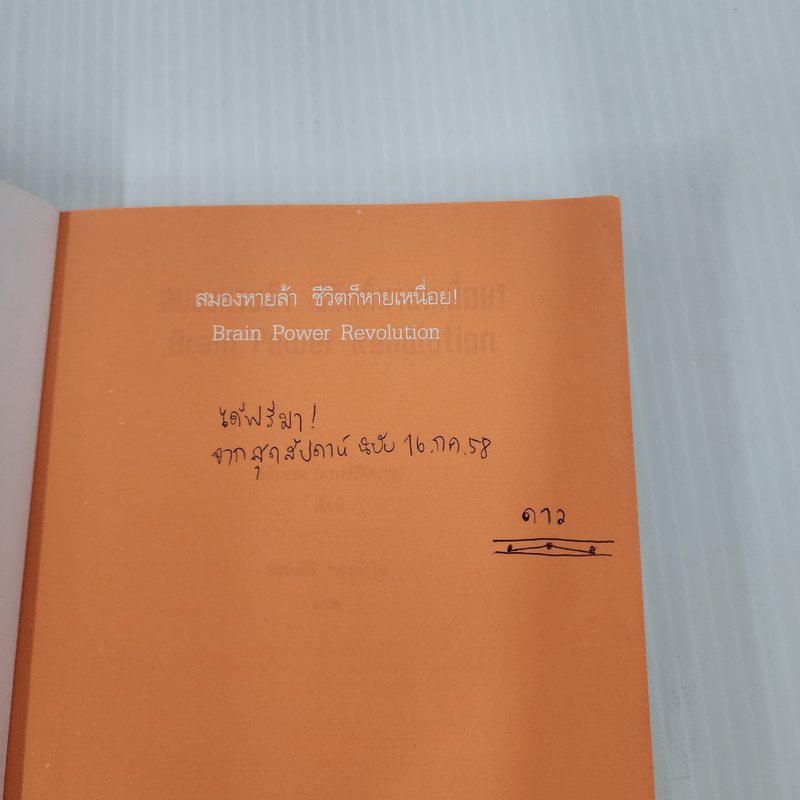 สมองหายล้า ชีวิตก็หายเหนื่อย!
Brain Power Revolution
ได้ฟรีมา!
จากสุดสัปดาห์ ฉบับ 16.กค.58
ดาว